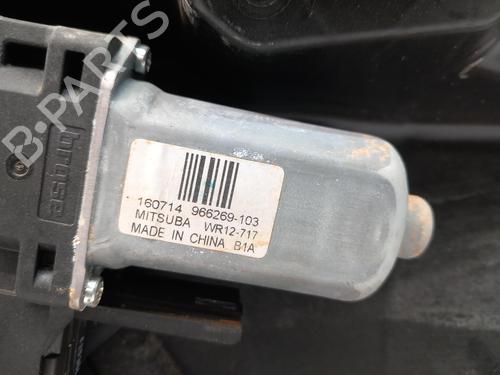 B-PARTS
brose
160714 966269-103
MITSUBA WR12-717
MADE IN CHINA B1A